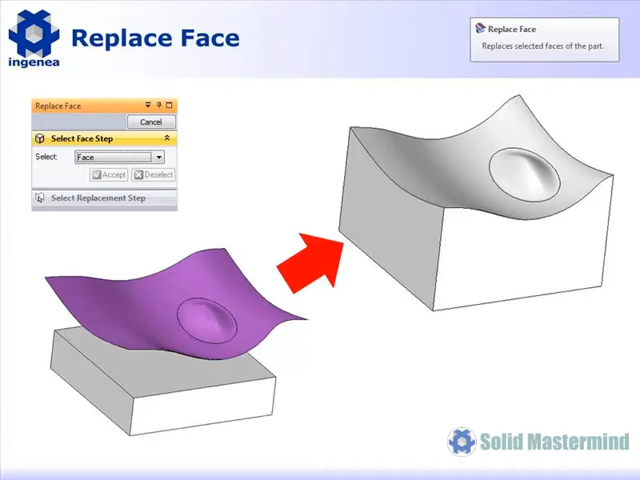 ingenea
Replace Face
Replace Face
Replaces selected faces of the part.
Replace Face
Cancel
Select Face Step
Select: Face
Accept Deselect
Select Replacement Step
Solid Mastermind